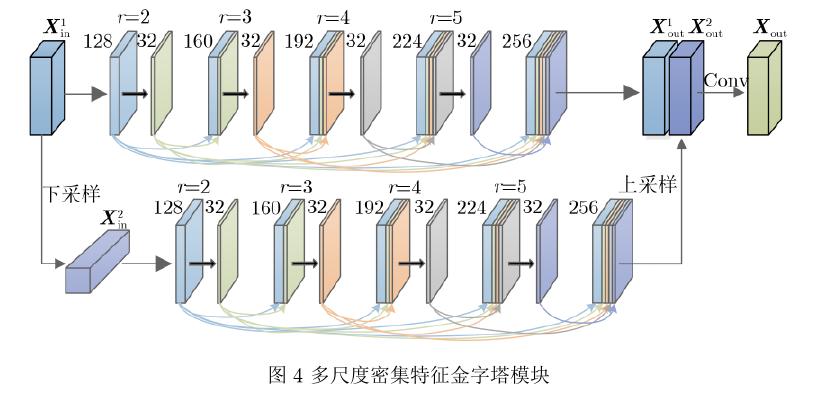 X¹in r=2 r=3 r=4 r=5 X¹out X²out Xout
128 32 160 32 192 32 224 32 256
Conv
下采样 r=2 r=3 r=4 r=5 上采样
X²in 128 32 160 32 192 32 224 32 256
图 4 多尺度密集特征金字塔模块